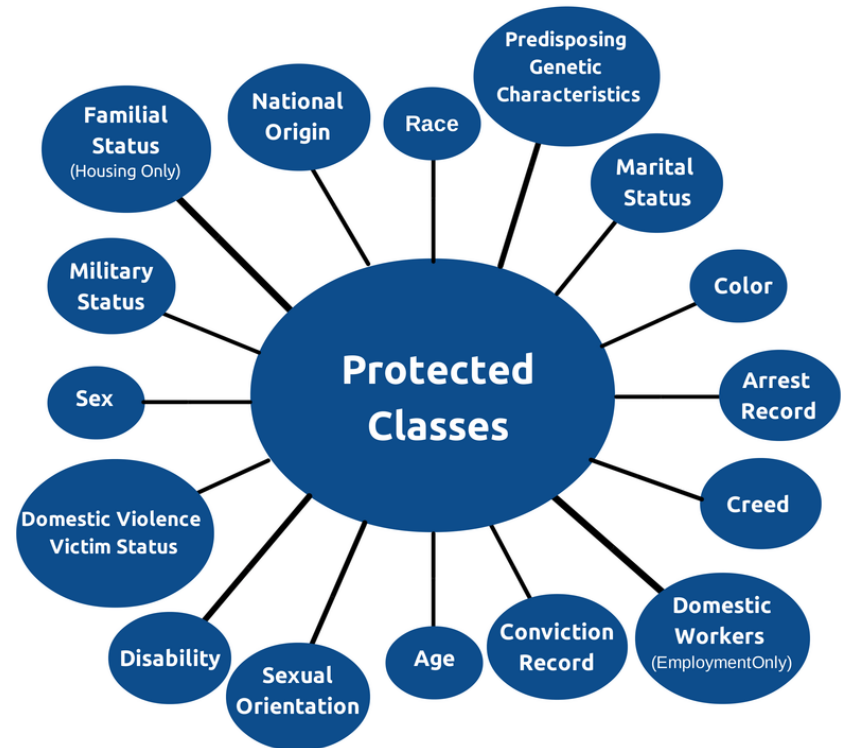 Protected
Classes
Predisposing
Genetic
Characteristics
Marital
Status
Color
Arrest
Record
Creed
Domestic
Workers
(EmploymentOnly)
Conviction
Record
Age
Sexual
Orientation
Disability
Domestic Violence
Victim Status
Sex
Military
Status
Familial
Status
(Housing Only)
National
Origin
Race